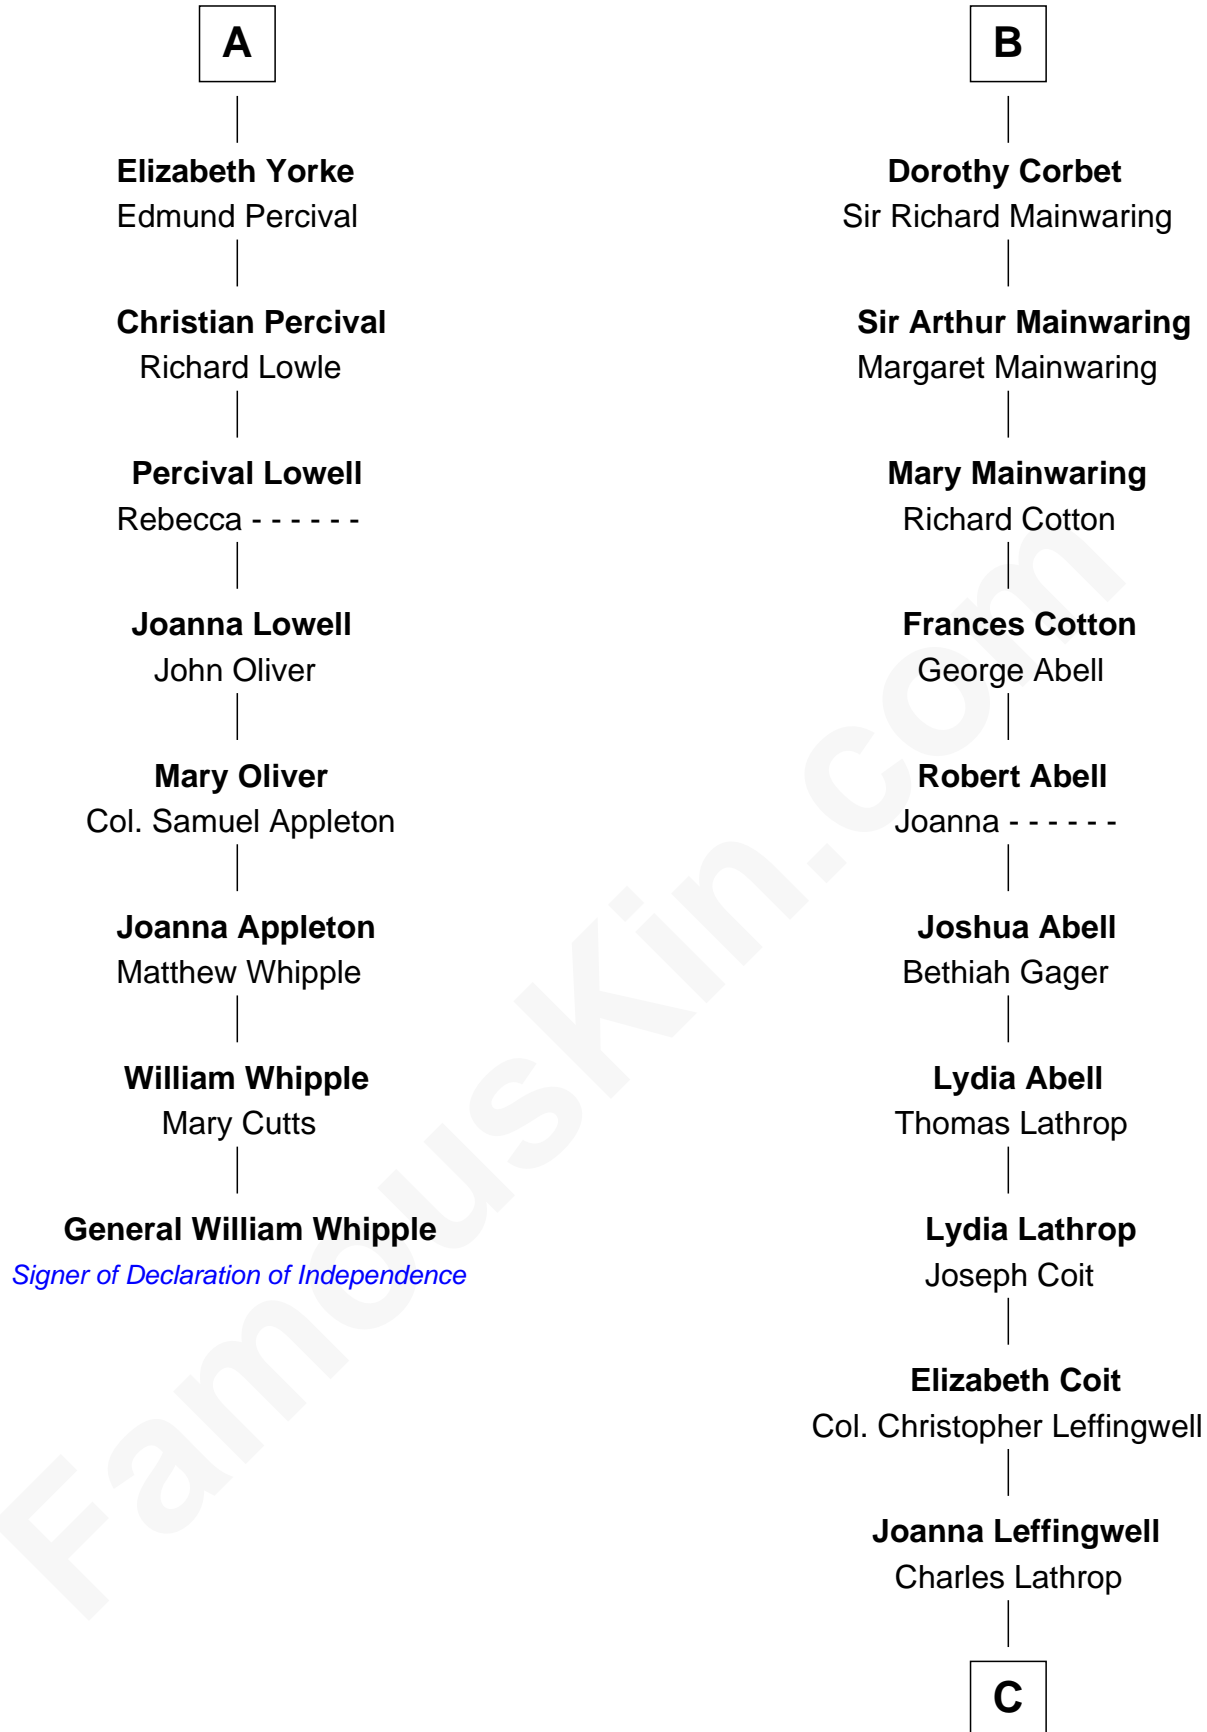 A
Elizabeth Yorke
Edmund Percival
Christian Percival
Richard Lowle
Percival Lowell
Rebecca - - - - - -
Joanna Lowell
John Oliver
Mary Oliver
Col. Samuel Appleton
Joanna Appleton
Matthew Whipple
William Whipple
Mary Cutts
General William Whipple
Signer of Declaration of Independence
B
Dorothy Corbet
Sir Richard Mainwaring
Sir Arthur Mainwaring
Margaret Mainwaring
Mary Mainwaring
Richard Cotton
Frances Cotton
George Abell
Robert Abell
Joanna - - - - - -
Joshua Abell
Bethiah Gager
Lydia Abell
Thomas Lathrop
Lydia Lathrop
Joseph Coit
Elizabeth Coit
Col. Christopher Leffingwell
Joanna Leffingwell
Charles Lathrop
C
FamousKin.com